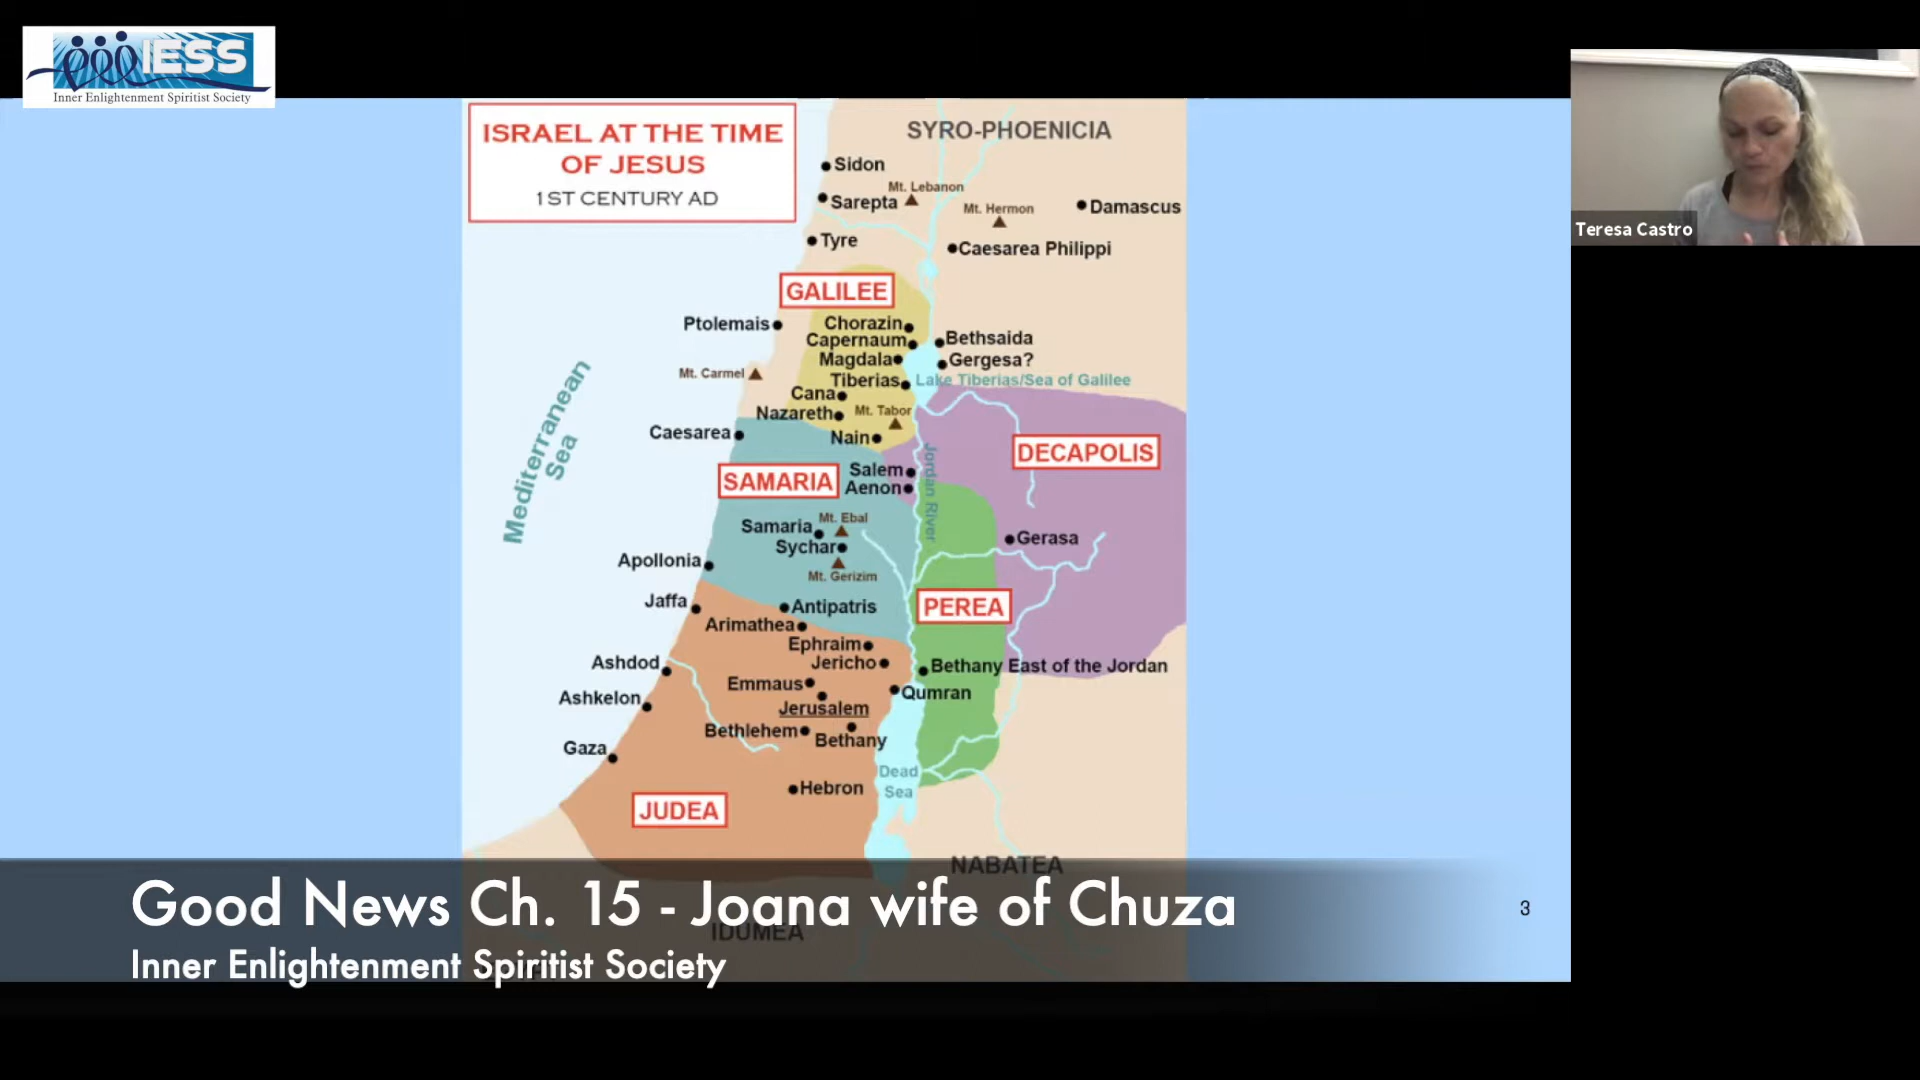 IESS
Inner Enlightenment Spiritist Society
ISRAEL AT THE TIME
OF JESUS
1ST CENTURY AD
SYRO-PHOENICIA
Sidon
Mt. Lebanon
Sarepta
Mt. Hermon
Damascus
Tyre
Caesarea Philippi
GALILEE
Ptolemais
Chorazin
Capernaum
Bethsaida
Magdala
Gergesa?
Mt. Carmel
Tiberias
Lake Tiberias/Sea of Galilee
Cana
Nazareth
Mt. Tabor
Mediterranean
Sea
Caesarea
Nain
Jordan River
DECAPOLIS
SAMARIA
Salem
Aenon
Samaria
Mt. Ebal
Sychar
Gerasa
Apollonia
Mt. Gerizim
Jaffa
Antipatris
PEREA
Arimathea
Ephraim
Jericho
Ashdod
Bethany East of the Jordan
Emmaus
Qumran
Ashkelon
Jerusalem
Bethlehem
Bethany
Gaza
Dead
Sea
Hebron
JUDEA
NABATEA
IDUMEA
Good News Ch. 15 - Joana wife of Chuza
Inner Enlightenment Spiritist Society
3
Teresa Castro